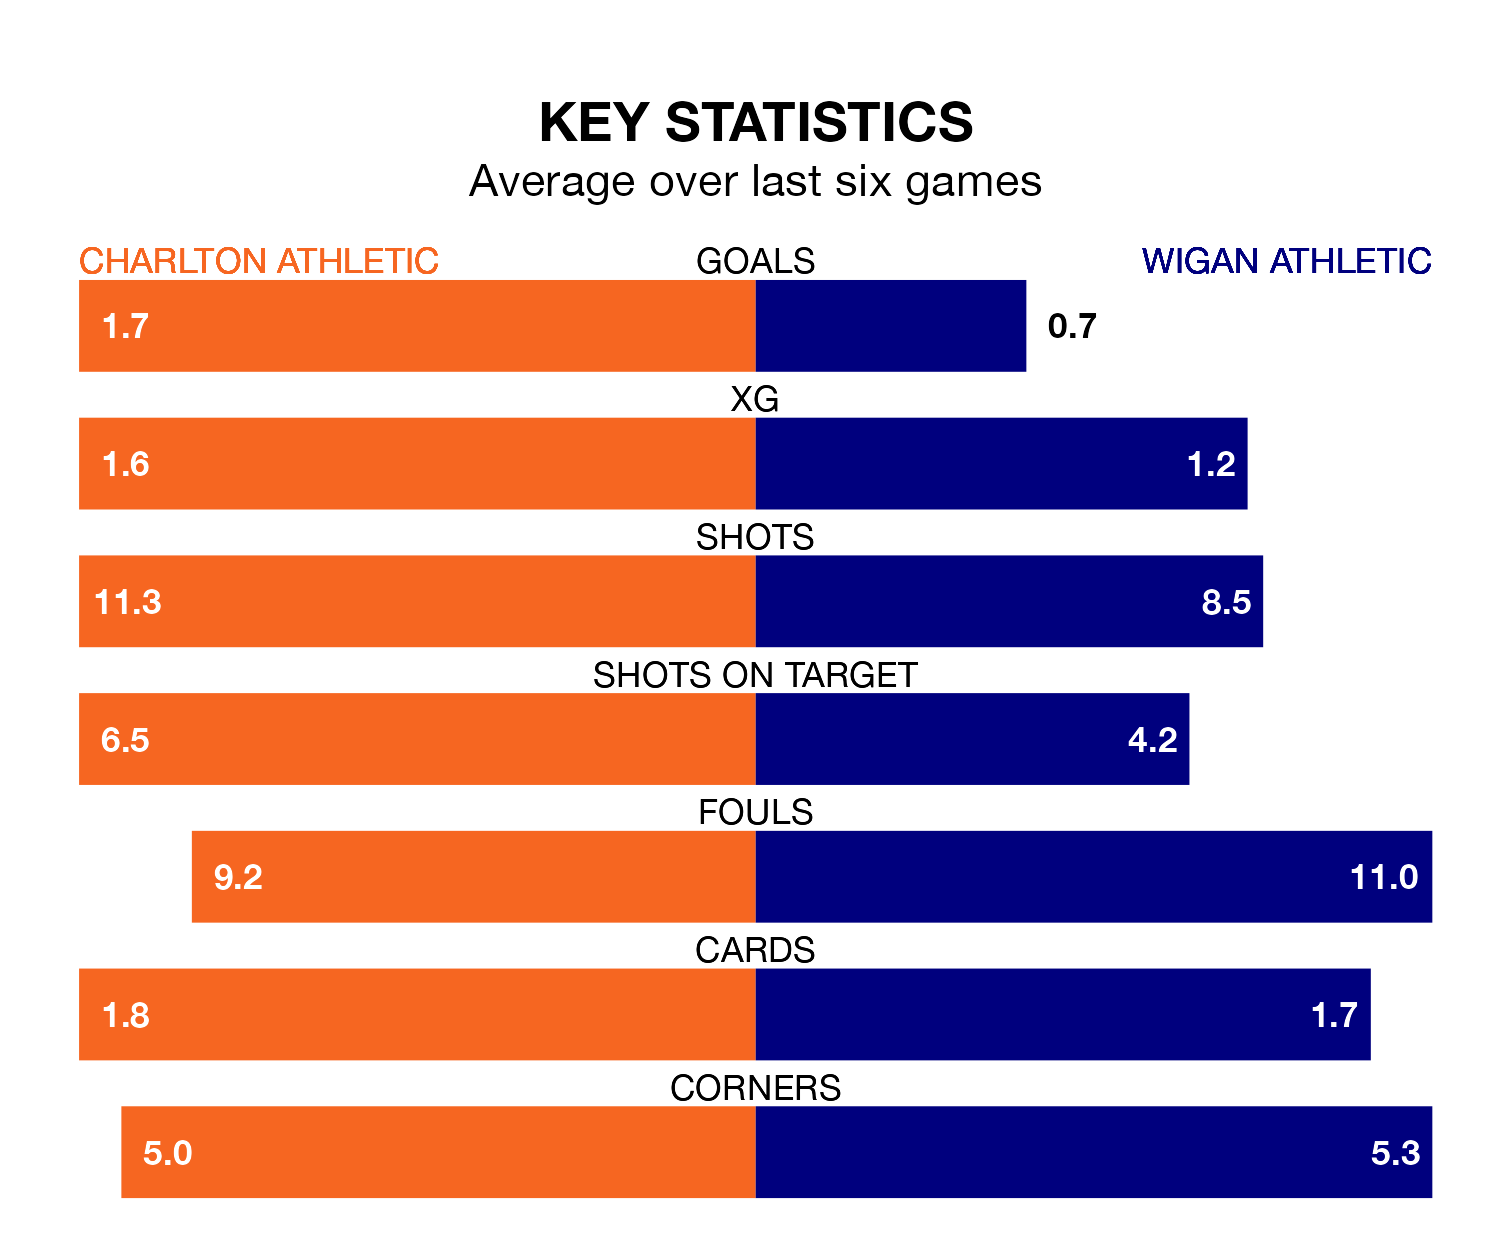 KEY STATISTICS
Average over last six games
CHARLTON ATHLETIC GOALS WIGAN ATHLETIC
1.7 0.7
XG
1.6 1.2
SHOTS
11.3 8.5
SHOTS ON TARGET
6.5 4.2
FOULS
9.2 11.0
CARDS
1.8 1.7
CORNERS
5.0 5.3